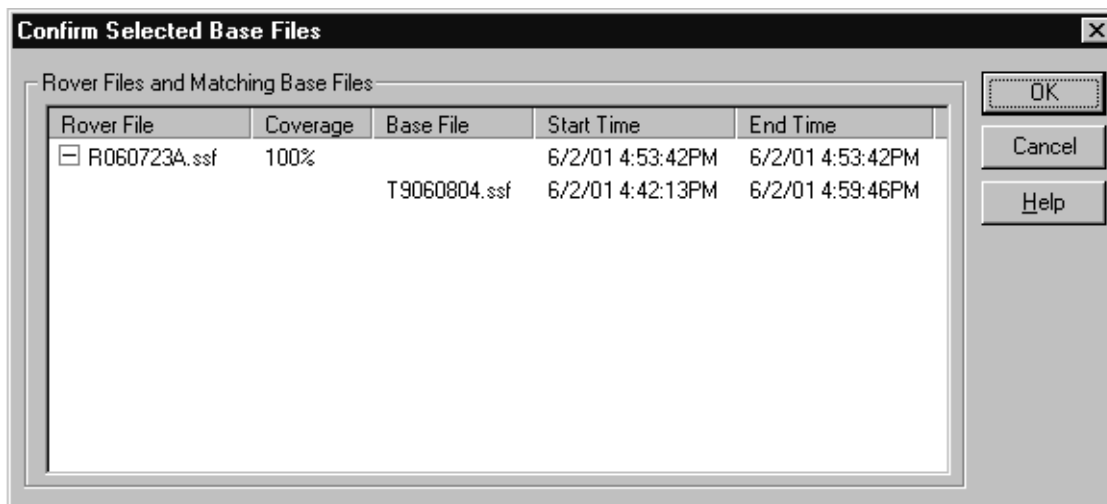 Confirm Selected Base Files
Rover Files and Matching Base Files
Rover File Coverage Base File Start Time End Time
R060723A.ssf 100% 6/2/01 4:53:42PM 6/2/01 4:53:42PM
T9060804.ssf 6/2/01 4:42:13PM 6/2/01 4:59:46PM
OK
Cancel
Help